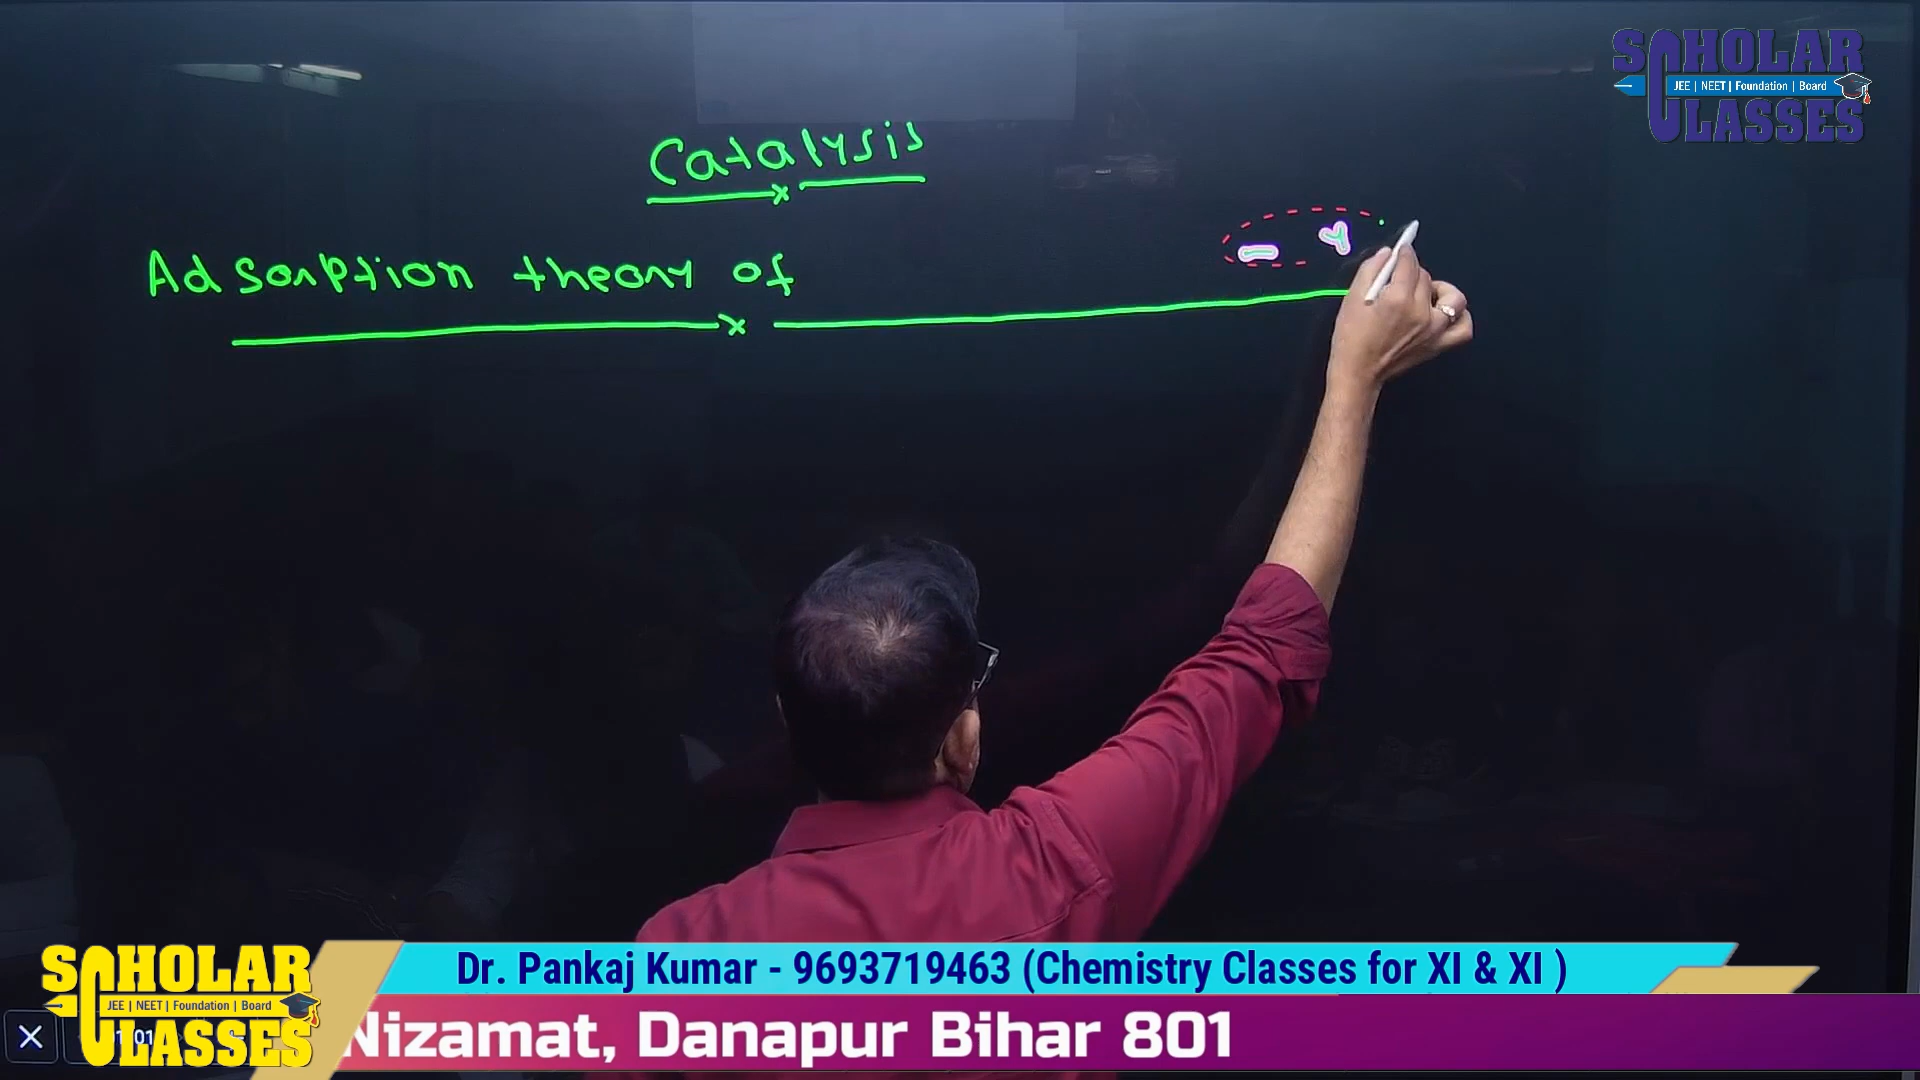 SCHOLAR
JEE | NEET | Foundation | Board
CLASSES
Catalysis
Adsorption theory of
SCHOLAR
JEE | NEET | Foundation | Board
CLASSES
Dr. Pankaj Kumar - 9693719463 (Chemistry Classes for XI & XI )
Nizamat, Danapur Bihar 801